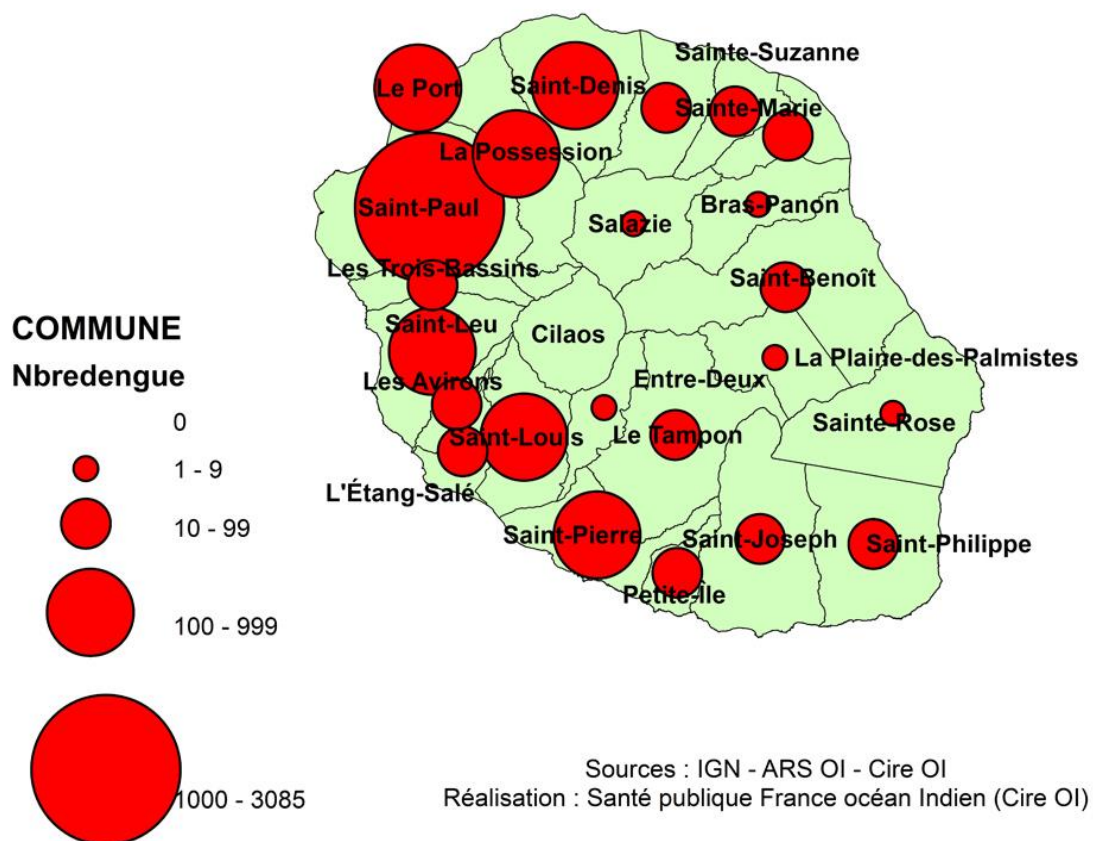 Sainte-Suzanne
Le Port
Saint-Denis
Sainte-Marie
La Possession
Saint-Paul
Bras-Panon
Salazie
Les Trois-Bassins
Saint-Benoît
COMMUNE
Saint-Leu
Cilaos
Nbredengue
La Plaine-des-Palmistes
Les Avirons
Entre-Deux
0
Sainte-Rose
Saint-Louis
Le Tampon
1 - 9
L'Étang-Salé
10 - 99
Saint-Pierre
Saint-Joseph
Saint-Philippe
Petite-Île
100 - 999
1000 - 3085
Sources : IGN - ARS OI - Cire OI
Réalisation : Santé publique France océan Indien (Cire OI)